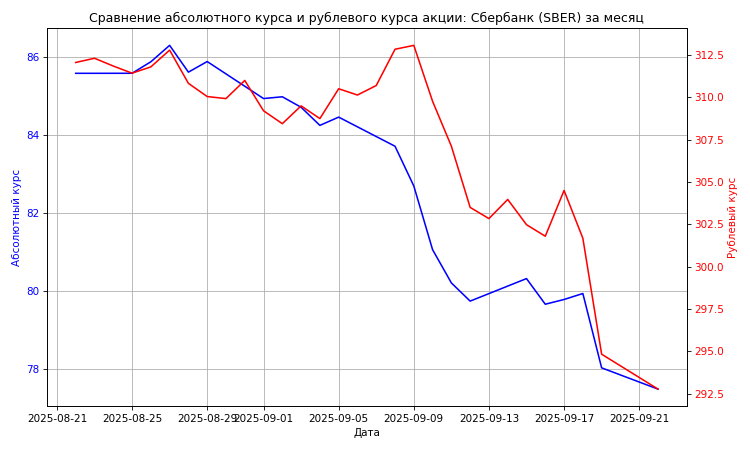 Сравнение абсолютного курса и рублевого курса акции: Сбербанк (SBER) за месяц
86
84
82
80
78
Абсолютный курс
312.5
310.0
307.5
305.0
302.5
300.0
297.5
295.0
292.5
Рублевый курс
2025-08-21 2025-08-25 2025-08-29 2025-09-01 2025-09-05 2025-09-09 2025-09-13 2025-09-17 2025-09-21
Дата